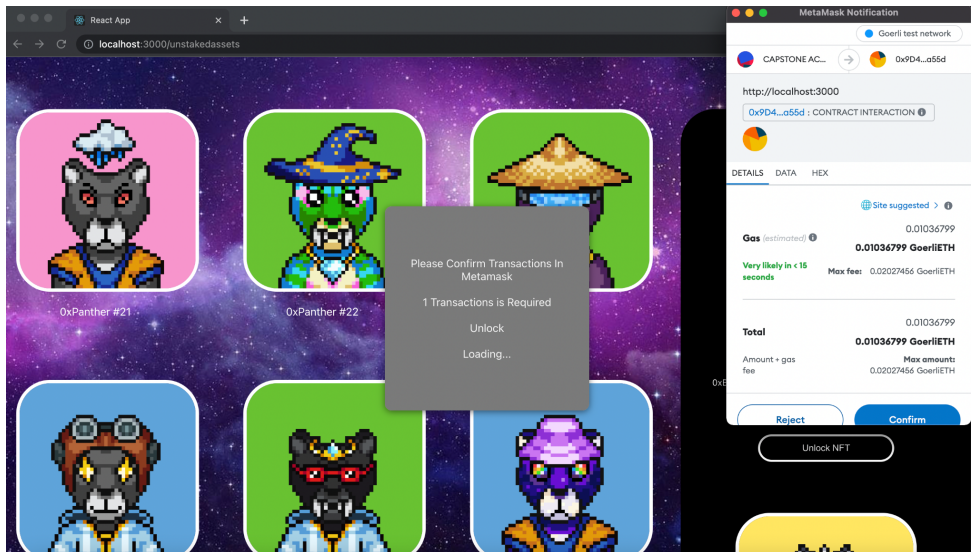 React App
localhost:3000/unstakedassets
0xPanther #21
0xPanther #22
Please Confirm Transactions In
Metamask
1 Transactions is Required
Unlock
Loading...
MetaMask Notification
Goerli test network
CAPSTONE AC...
0x9D4...a55d
http://localhost:3000
0x9D4...a55d : CONTRACT INTERACTION
DETAILS DATA HEX
Site suggested >
0.01036799
Gas (estimated)
0.01036799 GoerliETH
Very likely in < 15
seconds
Max fee: 0.02027456 GoerliETH
0.01036799
Total
0.01036799 GoerliETH
Amount + gas
fee
Max amount:
0.02027456 GoerliETH
Reject Confirm
Unlock NFT